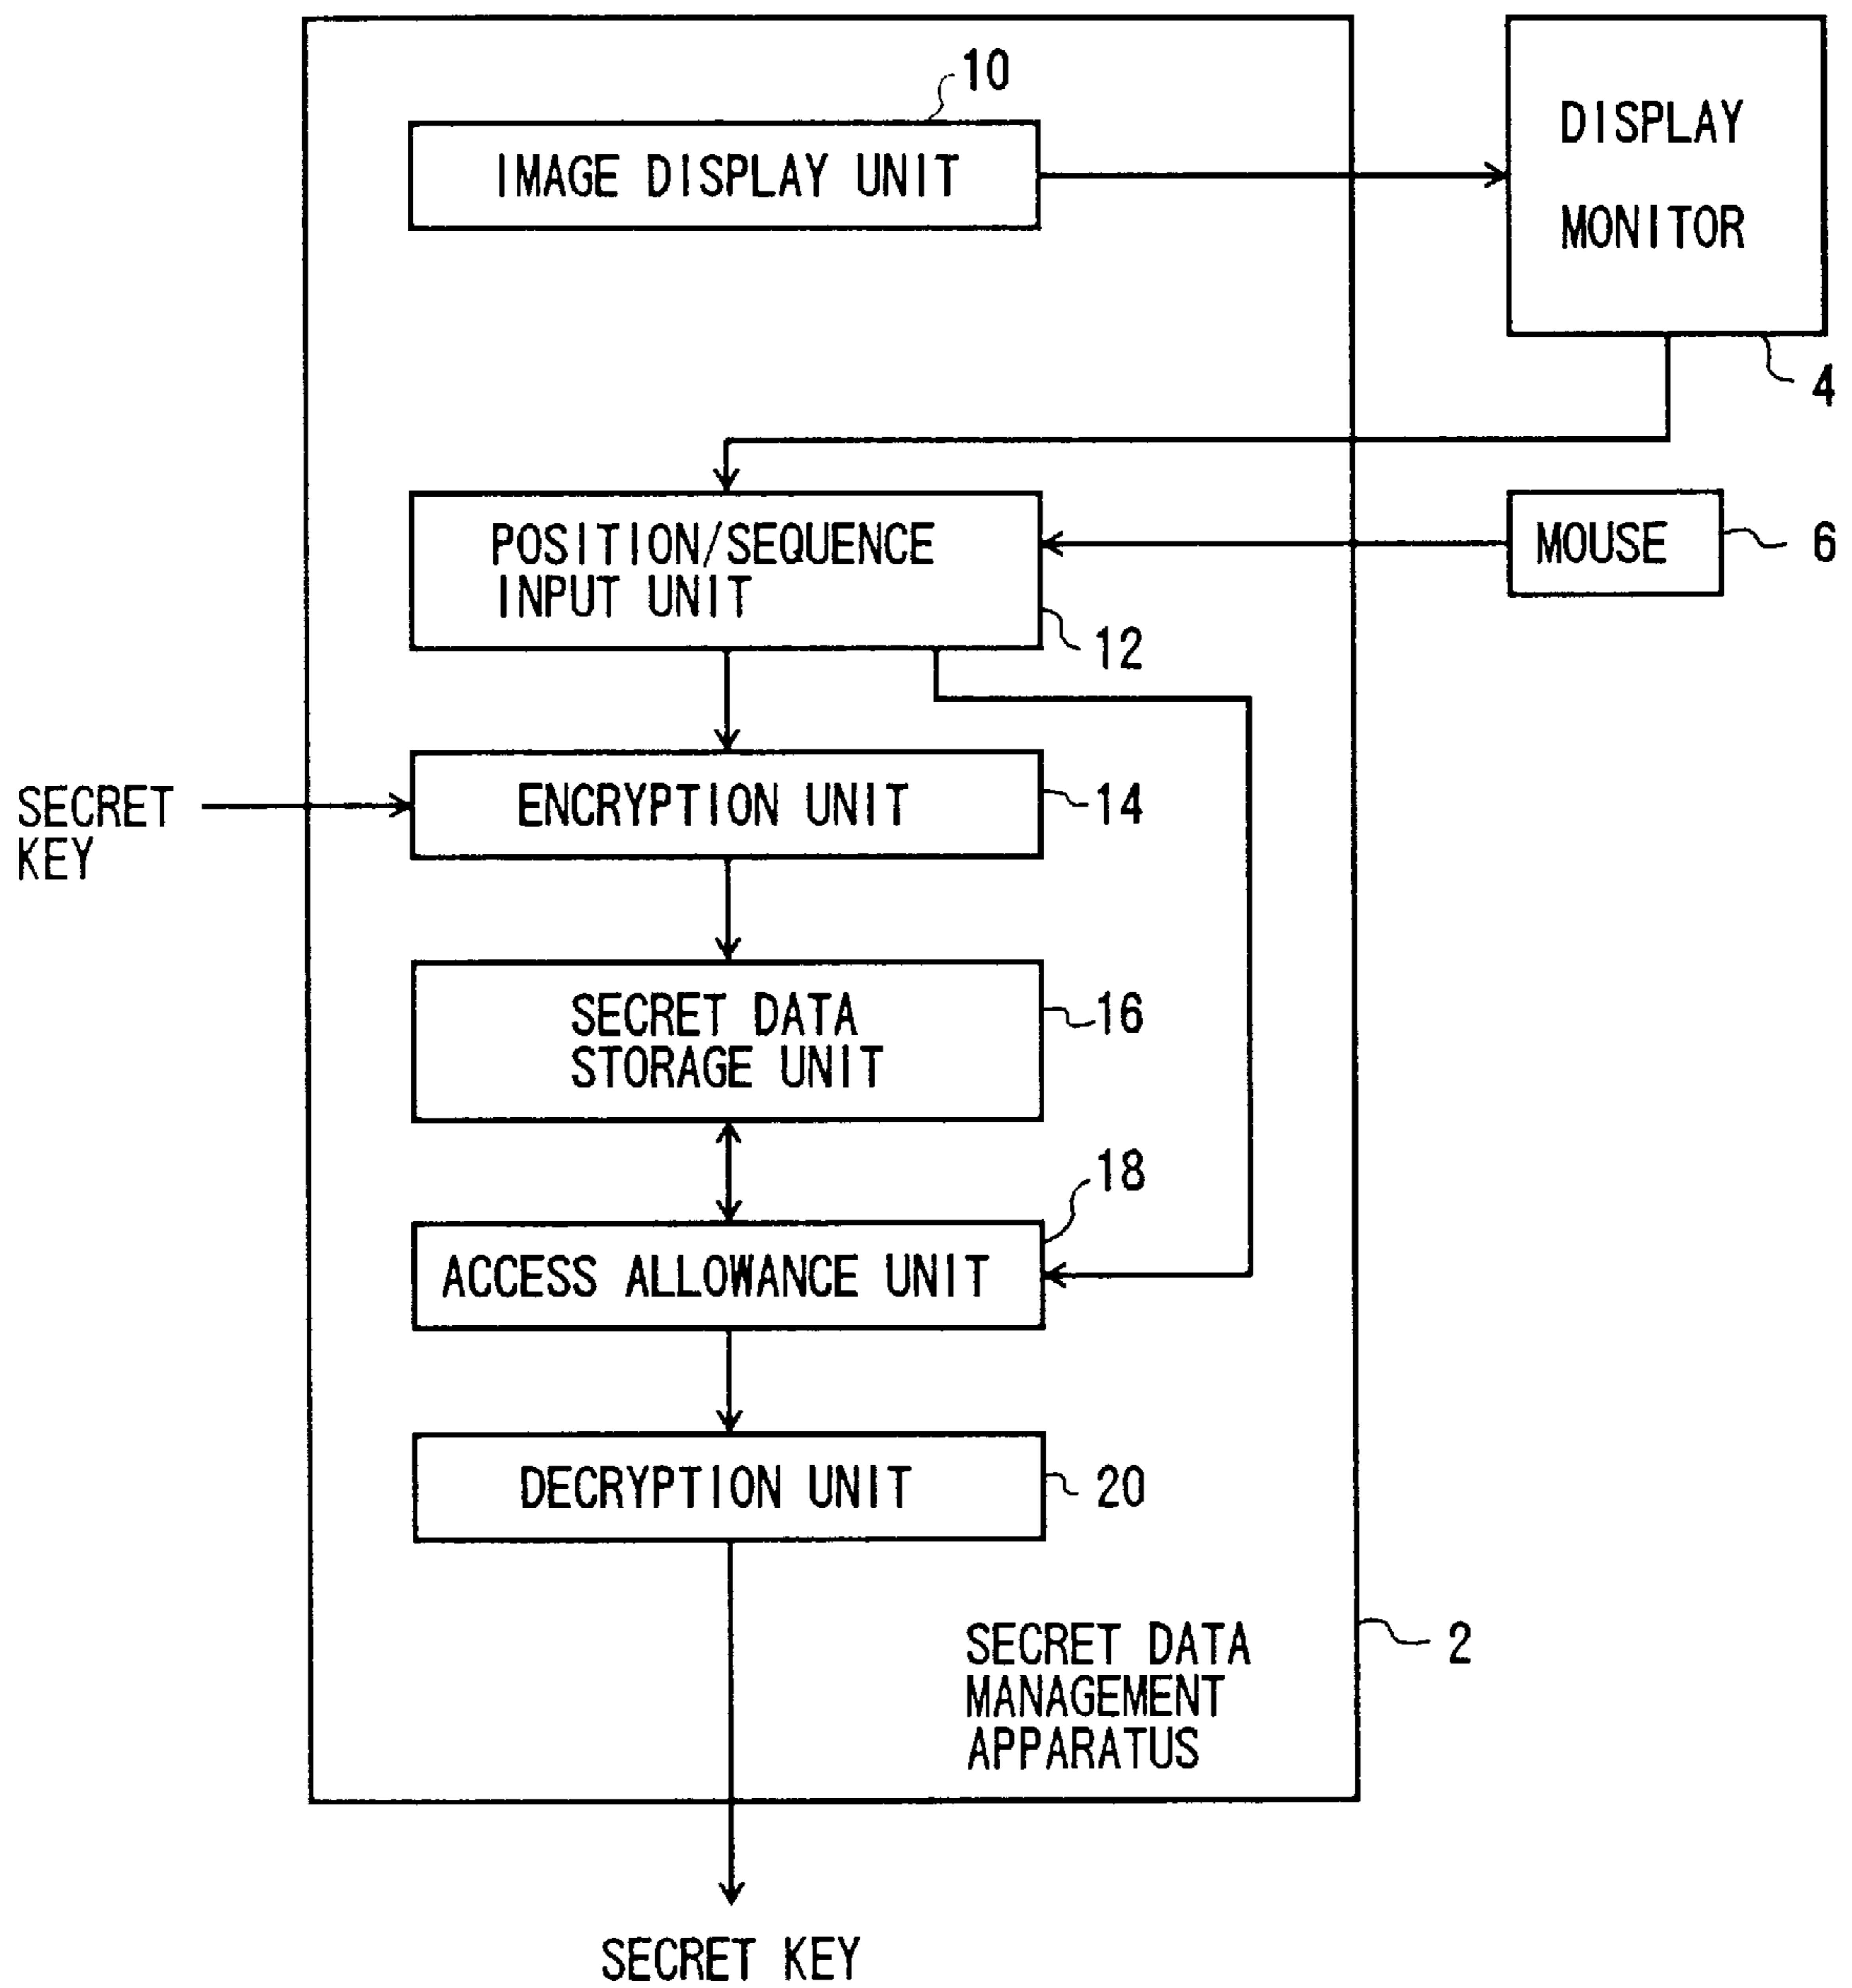 10
IMAGE DISPLAY UNIT
DISPLAY
MONITOR
4
POSITION/SEQUENCE
INPUT UNIT
12
MOUSE
6
SECRET
KEY
ENCRYPTION UNIT
14
SECRET DATA
STORAGE UNIT
16
18
ACCESS ALLOWANCE UNIT
DECRYPTION UNIT
20
SECRET DATA
MANAGEMENT
APPARATUS
2
SECRET KEY